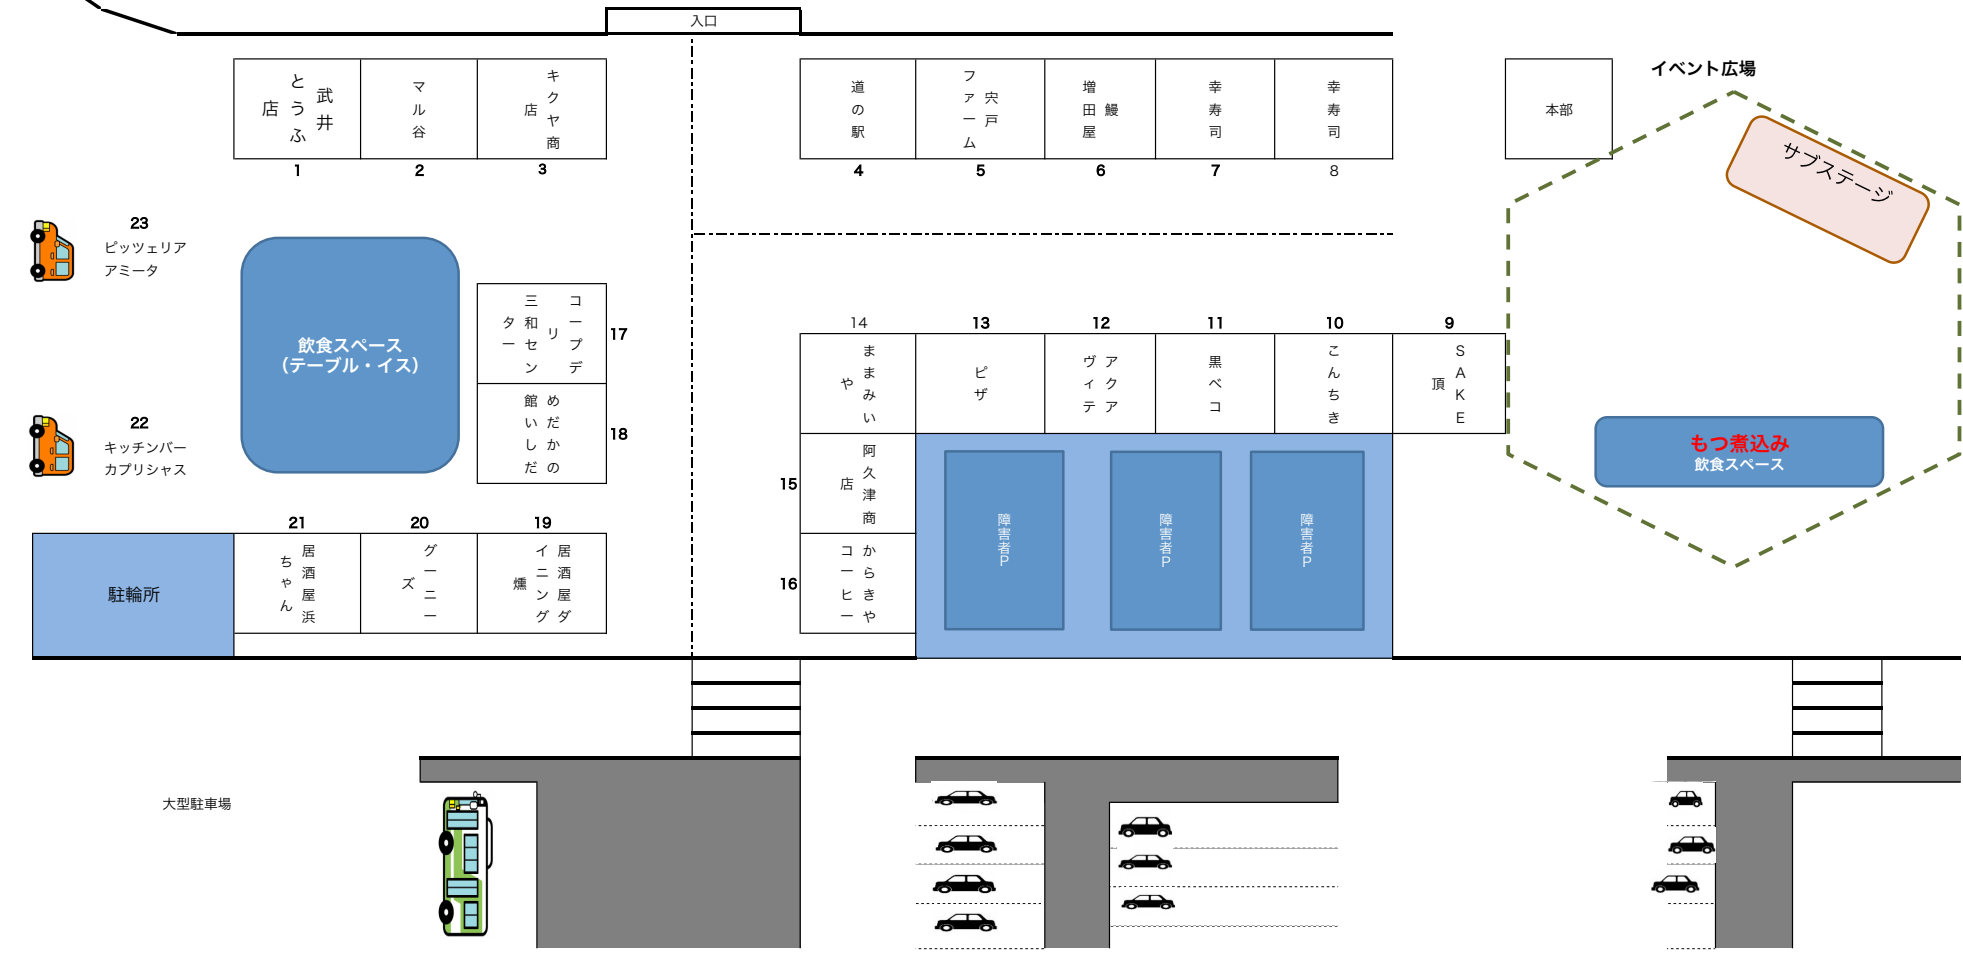 入口
武井
とうふ
店
マル谷
キクヤ商
店
道の駅
宍戸
ファーム
鰻
増田屋
幸寿司
幸寿司
本部
イベント広場
サブステージ
1
2
3
4
5
6
7
8
23
ピッツェリア
アミータ
飲食スペース
（テーブル・イス）
コープデ
リ
三和セン
ター
17
14
13
12
11
10
9
ままみい
や
ピザ
アクア
ヴィテ
黒ベコ
こんちき
SAKE
頂
22
キッチンバー
カプリシャス
めだかの
館いしだ
18
もつ煮込み
飲食スペース
15
阿久津商
店
障害者P
障害者P
障害者P
21
20
19
駐輪所
居酒屋浜
ちゃん
グーニー
ズ
居酒屋ダ
イニング
燻
16
からきや
コーヒー
大型駐車場